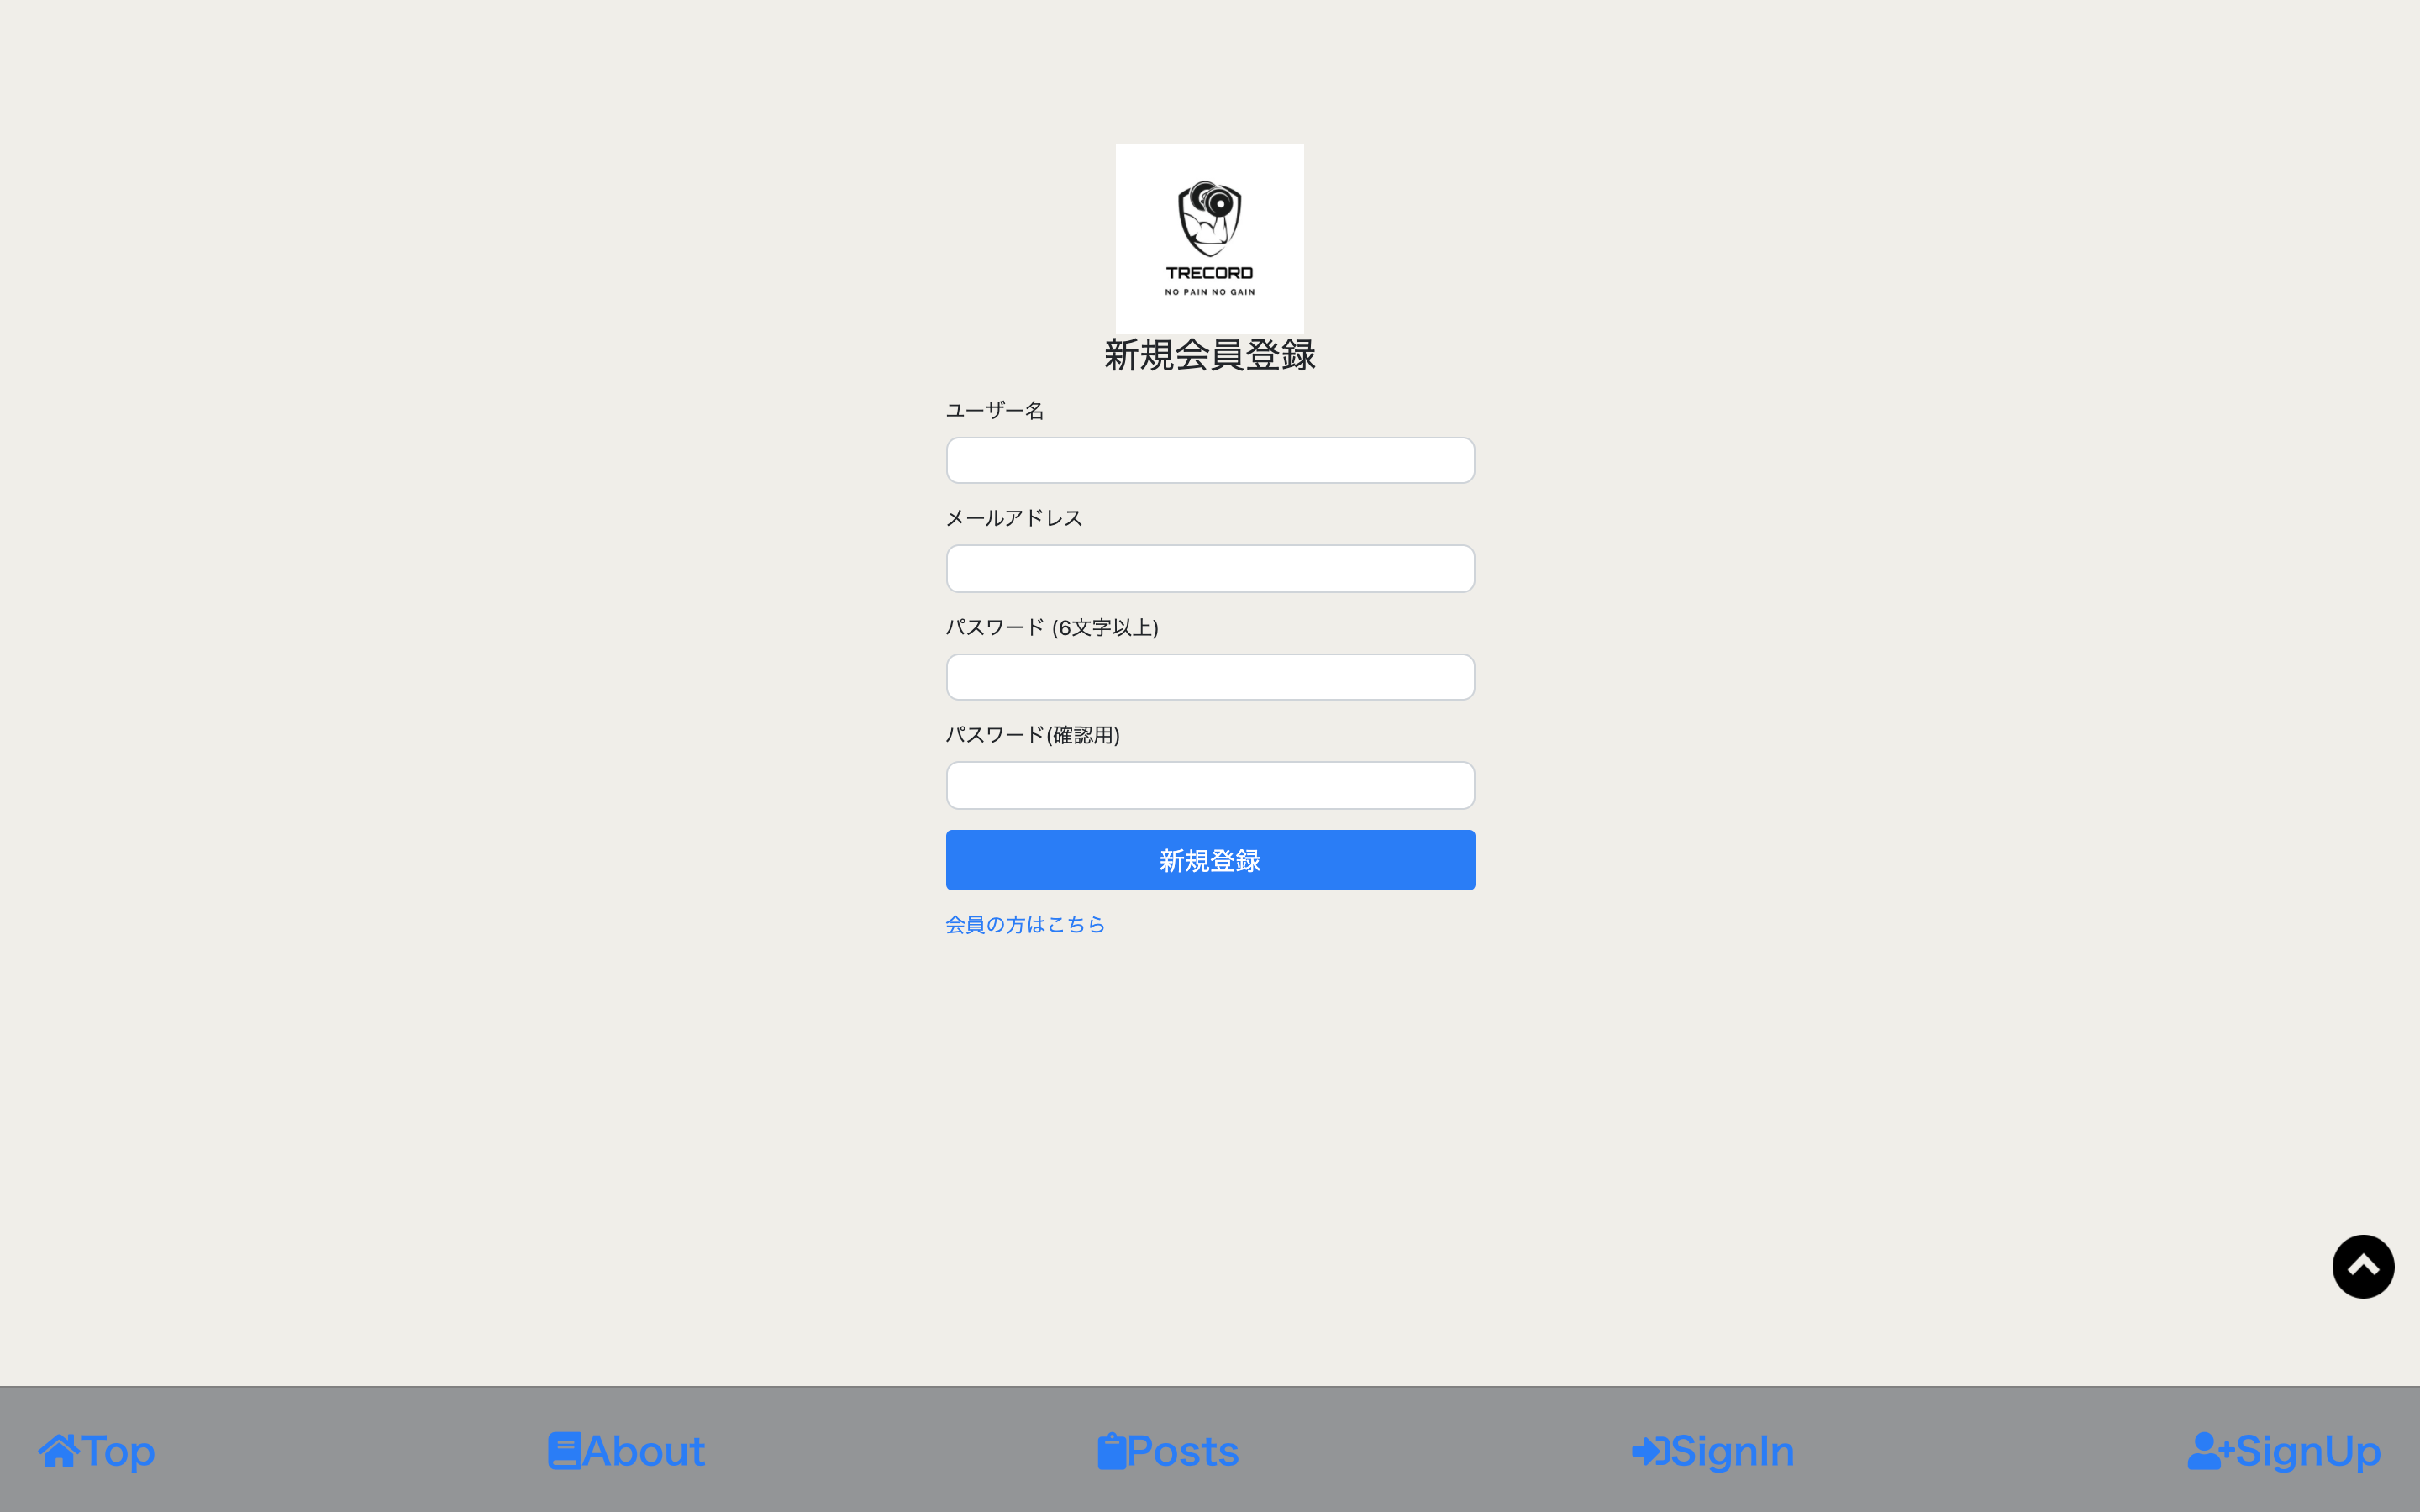 TRECORD
NO PAIN NO GAIN
新規会員登録
ユーザー名
メールアドレス
パスワード (6文字以上)
パスワード(確認用)
新規登録
会員の方はこちら
Top About Posts SignIn SignUp